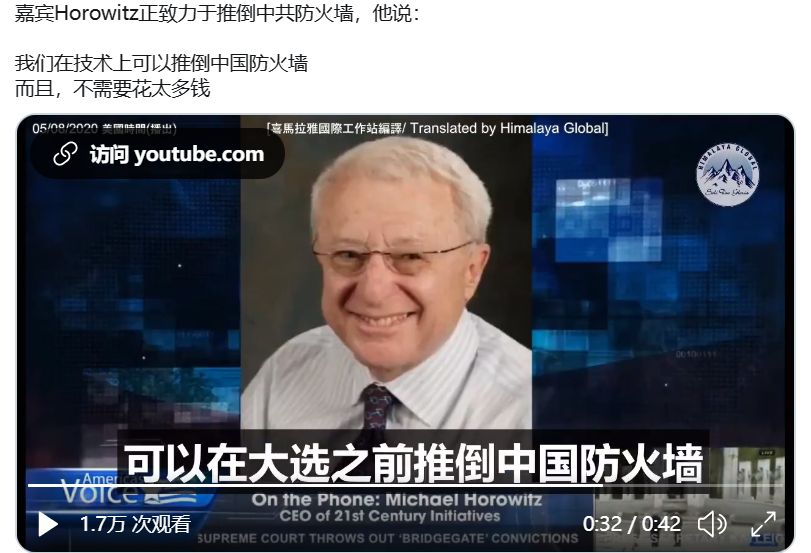 嘉宾Horowitz正致力于推倒中共防火墙，他说：
我们在技术上可以推倒中国防火墙
而且，不需要花太多钱
05/08/2020 美國時間(播出)
[喜馬拉雅國際工作站編譯/ Translated by Himalaya Global]
访问 youtube.com
HIMALAYA GLOBAL
可以在大选之前推倒中国防火墙
America's
VOICE
On the Phone: Michael Horowitz
CEO of 21st Century Initiatives
LIVE
1.7万 次观看
0:32 / 0:42
SUPREME COURT THROWS OUT 'BRIDGEGATE' CONVICTIONS